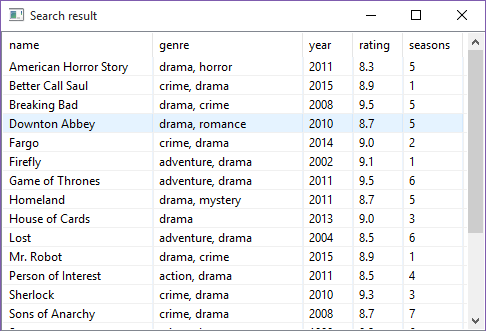 Search result
name genre year rating seasons
American Horror Story drama, horror 2011 8.3 5
Better Call Saul crime, drama 2015 8.9 1
Breaking Bad drama, crime 2008 9.5 5
Downton Abbey drama, romance 2010 8.7 5
Fargo crime, drama 2014 9.0 2
Firefly adventure, drama 2002 9.1 1
Game of Thrones adventure, drama 2011 9.5 6
Homeland drama, mystery 2011 8.7 5
House of Cards drama 2013 9.0 3
Lost adventure, drama 2004 8.5 6
Mr. Robot drama, crime 2015 8.9 1
Person of Interest action, drama 2011 8.5 4
Sherlock crime, drama 2010 9.3 3
Sons of Anarchy crime, drama 2008 8.7 7